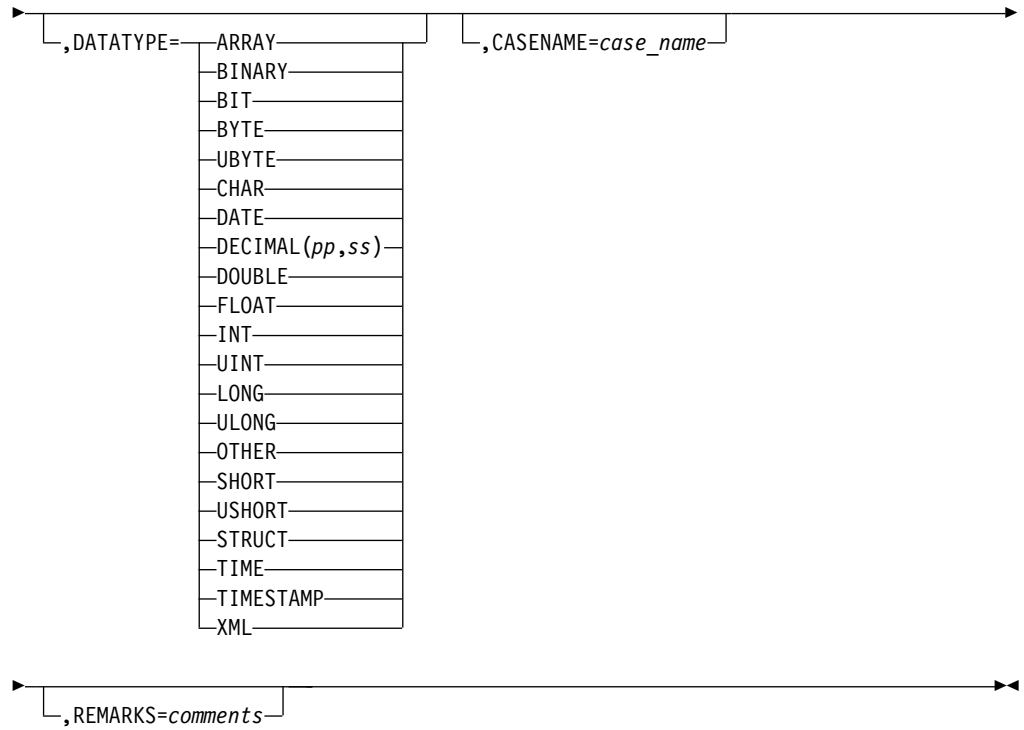 ,DATATYPE= ARRAY ,CASENAME=case_name
BINARY
BIT
BYTE
UBYTE
CHAR
DATE
DECIMAL(pp,ss)
DOUBLE
FLOAT
INT
UINT
LONG
ULONG
OTHER
SHORT
USHORT
STRUCT
TIME
TIMESTAMP
XML
,REMARKS=comments